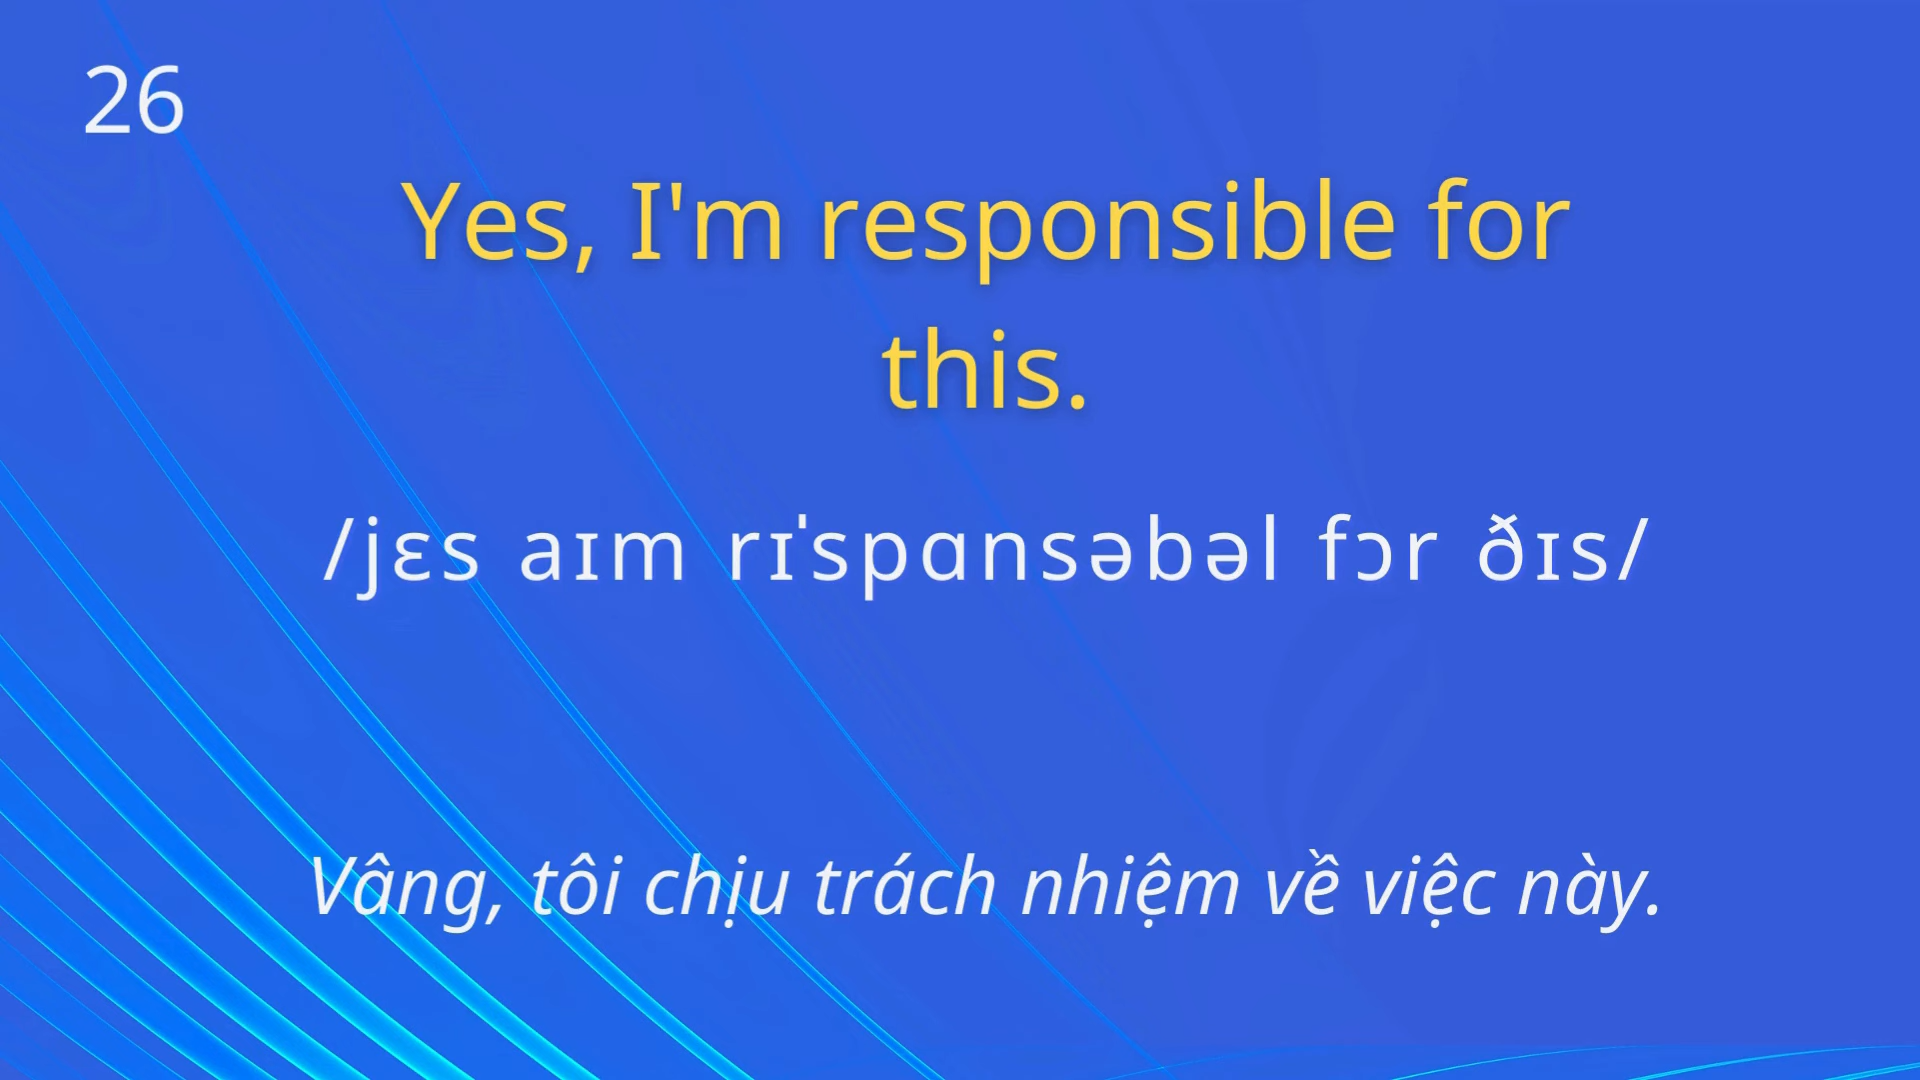 26
Yes, I'm responsible for
this.
/jɛs aɪm rɪˈspɑnsəbəl fɔr ðɪs/
Vâng, tôi chịu trách nhiệm về việc này.